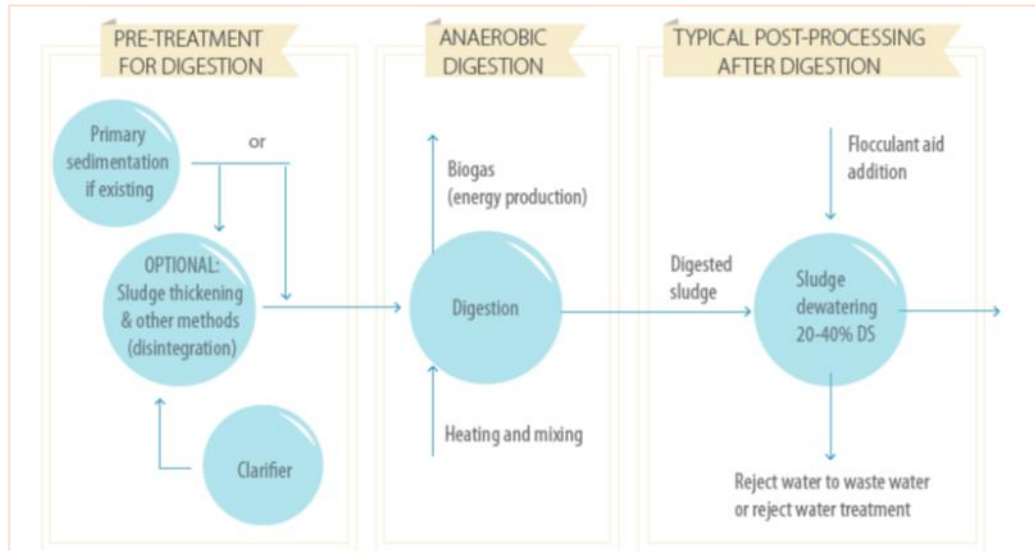 PRE-TREATMENT
FOR DIGESTION
Primary
sedimentation
if existing
or
OPTIONAL:
Sludge thickening
& other methods
(disintegration)
Clarifier
ANAEROBIC
DIGESTION
Biogas
(energy production)
Digestion
Heating and mixing
TYPICAL POST-PROCESSING
AFTER DIGESTION
Flocculant aid
addition
Digested
sludge
Sludge
dewatering
20-40% DS
Reject water to waste water
or reject water treatment